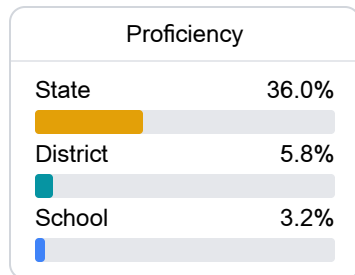 Proficiency
State 36.0%
District 5.8%
School 3.2%